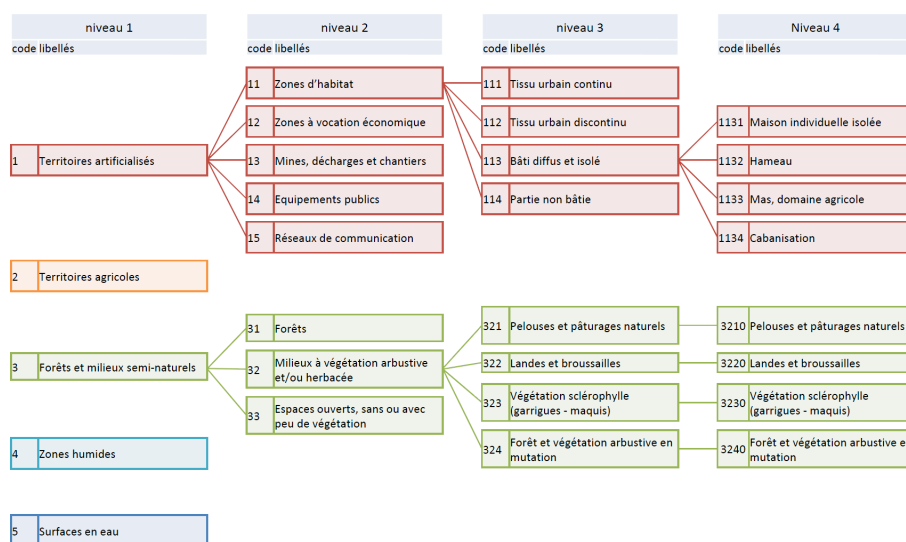 niveau 1
niveau 2
niveau 3
Niveau 4
code libellés
code libellés
code libellés
code libellés
1 Territoires artificialisés
11 Zones d'habitat
12 Zones à vocation économique
13 Mines, décharges et chantiers
14 Equipements publics
15 Réseaux de communication
111 Tissu urbain continu
112 Tissu urbain discontinu
113 Bâti diffus et isolé
114 Partie non bâtie
1131 Maison individuelle isolée
1132 Hameau
1133 Mas, domaine agricole
1134 Cabanisation
2 Territoires agricoles
3 Forêts et milieux semi-naturels
31 Forêts
32 Milieux à végétation arbustive
et/ou herbacée
33 Espaces ouverts, sans ou avec
peu de végétation
321 Pelouses et pâturages naturels
322 Landes et broussailles
323 Végétation sclérophylle
(garrigues - maquis)
324 Forêt et végétation arbustive en
mutation
3210 Pelouses et pâturages naturels
3220 Landes et broussailles
3230 Végétation sclérophylle
(garrigues - maquis)
3240 Forêt et végétation arbustive e
mutation
4 Zones humides
5 Surfaces en eau